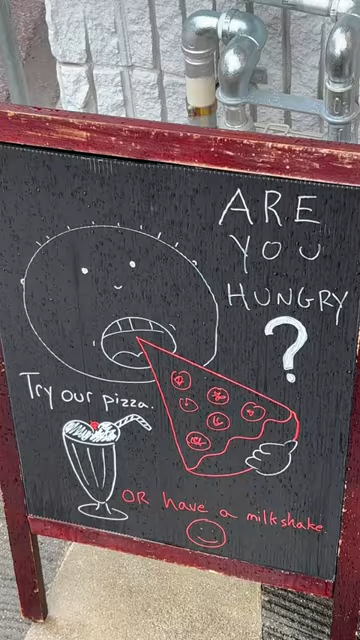 ARE
YOU
HUNGRY
?
Try our pizza.
OR have a milkshake